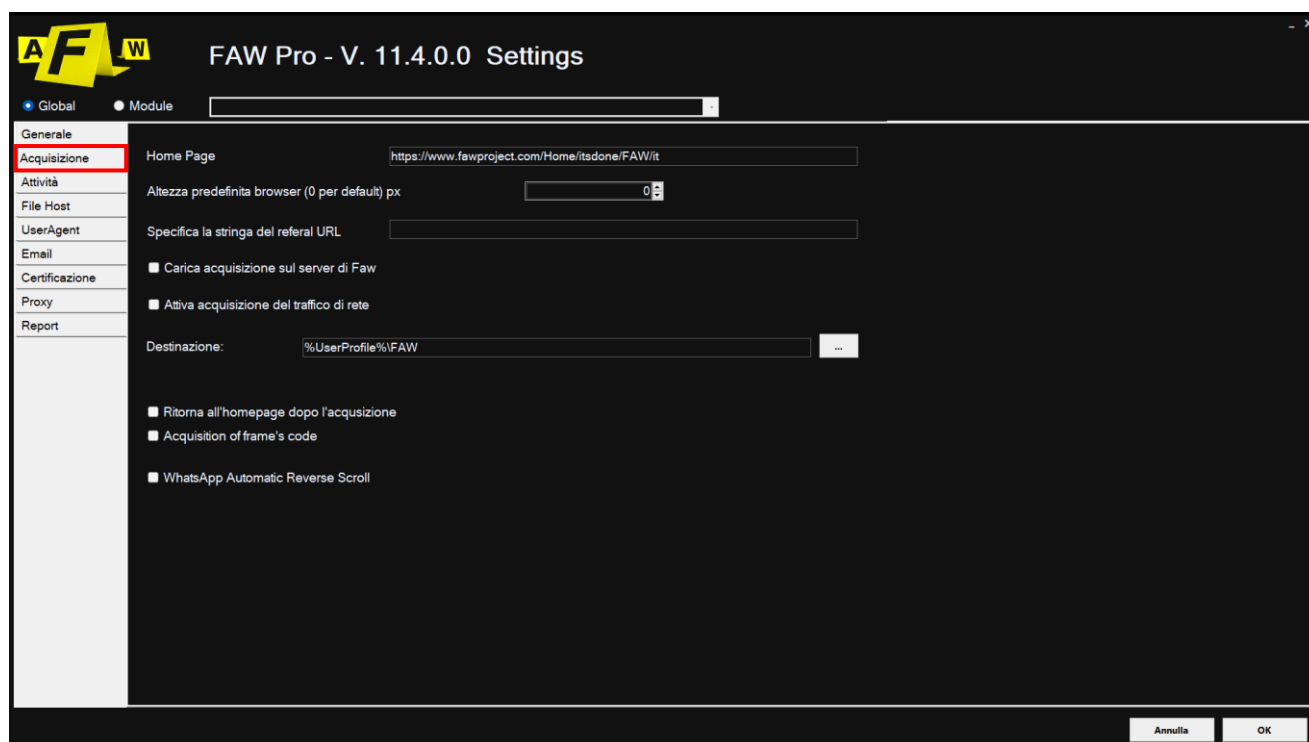 A F W
FAW Pro - V. 11.4.0.0 Settings
Global Module
Generale
Acquisizione
Attività
File Host
UserAgent
Email
Certificazione
Proxy
Report
Home Page https://www.fawproject.com/Home/itsdone/FAW/it
Altezza predefinita browser (0 per default) px 0
Specifica la stringa del referal URL
Carica acquisizione sul server di Faw
Attiva acquisizione del traffico di rete
Destinazione: %UserProfile%\FAW ...
Ritorna all'homepage dopo l'acqusizione
Acquisition of frame's code
WhatsApp Automatic Reverse Scroll
Annulla OK